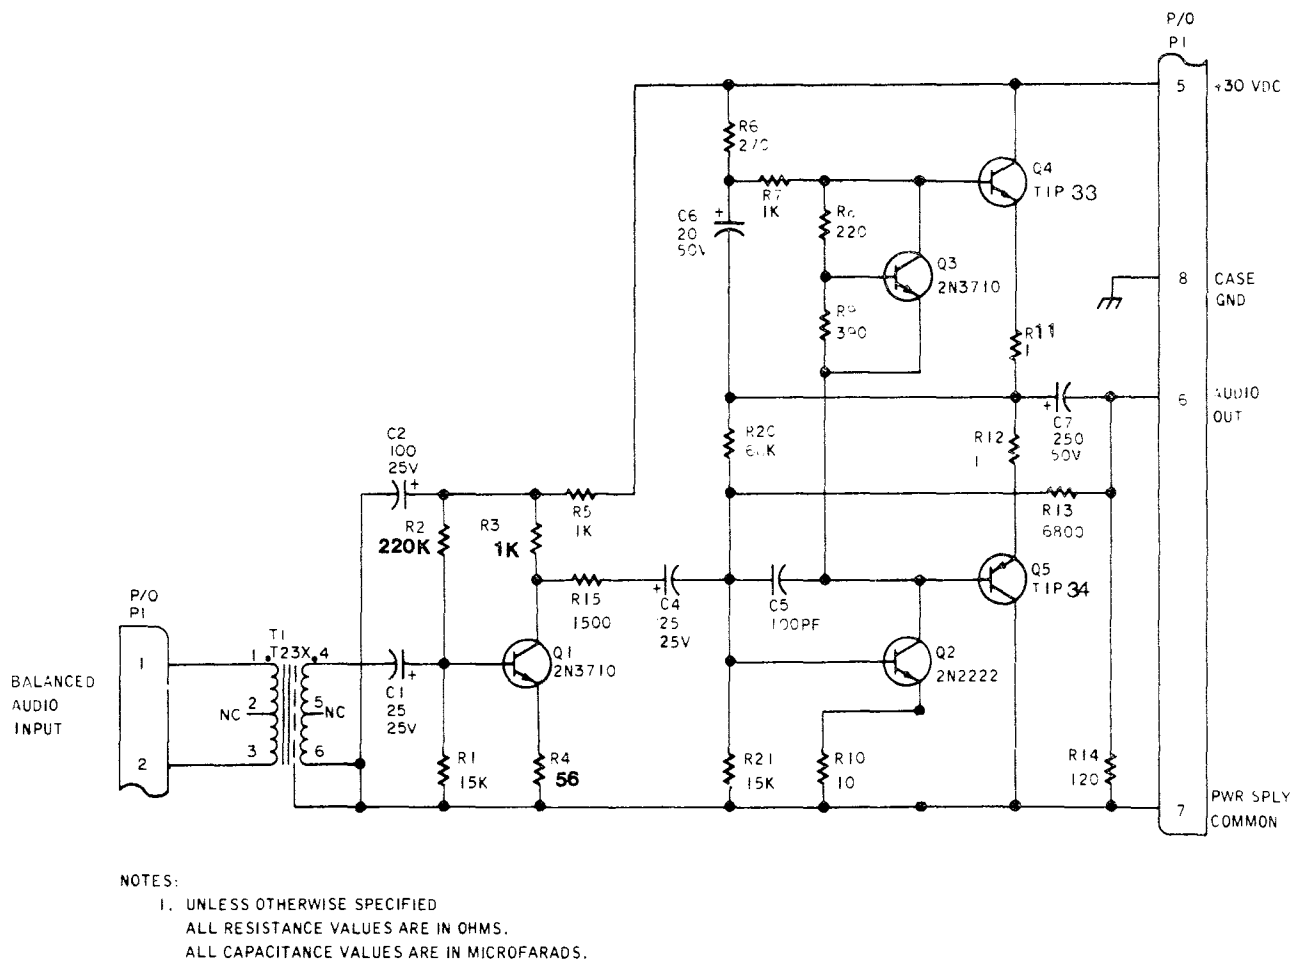 P/O
P1
5
+30 VDC
R6
270
Q4
TIP 33
R7
1K
C6
+
20
50V
220
Q3
2N3710
8
CASE
GND
R9
390
R11
1
6
AUDIO
OUT
+
C7
250
50V
C2
100
25V
+
R20
R12
1
R5
1K
R13
6800
R2
220K
R3
1K
Q5
TIP 34
R15
1500
+
C4
25
25V
C5
100PF
P/O
P1
T1
T23X
1
1
4
Q1
2N3710
Q2
2N2222
BALANCED
AUDIO
INPUT
2
NC
5
NC
C1
+
25
25V
2
3
6
R1
15K
R4
56
R21
15K
R10
10
R14
120
7
PWR SPLY
COMMON
NOTES:
1. UNLESS OTHERWISE SPECIFIED
ALL RESISTANCE VALUES ARE IN OHMS.
ALL CAPACITANCE VALUES ARE IN MICROFARADS.